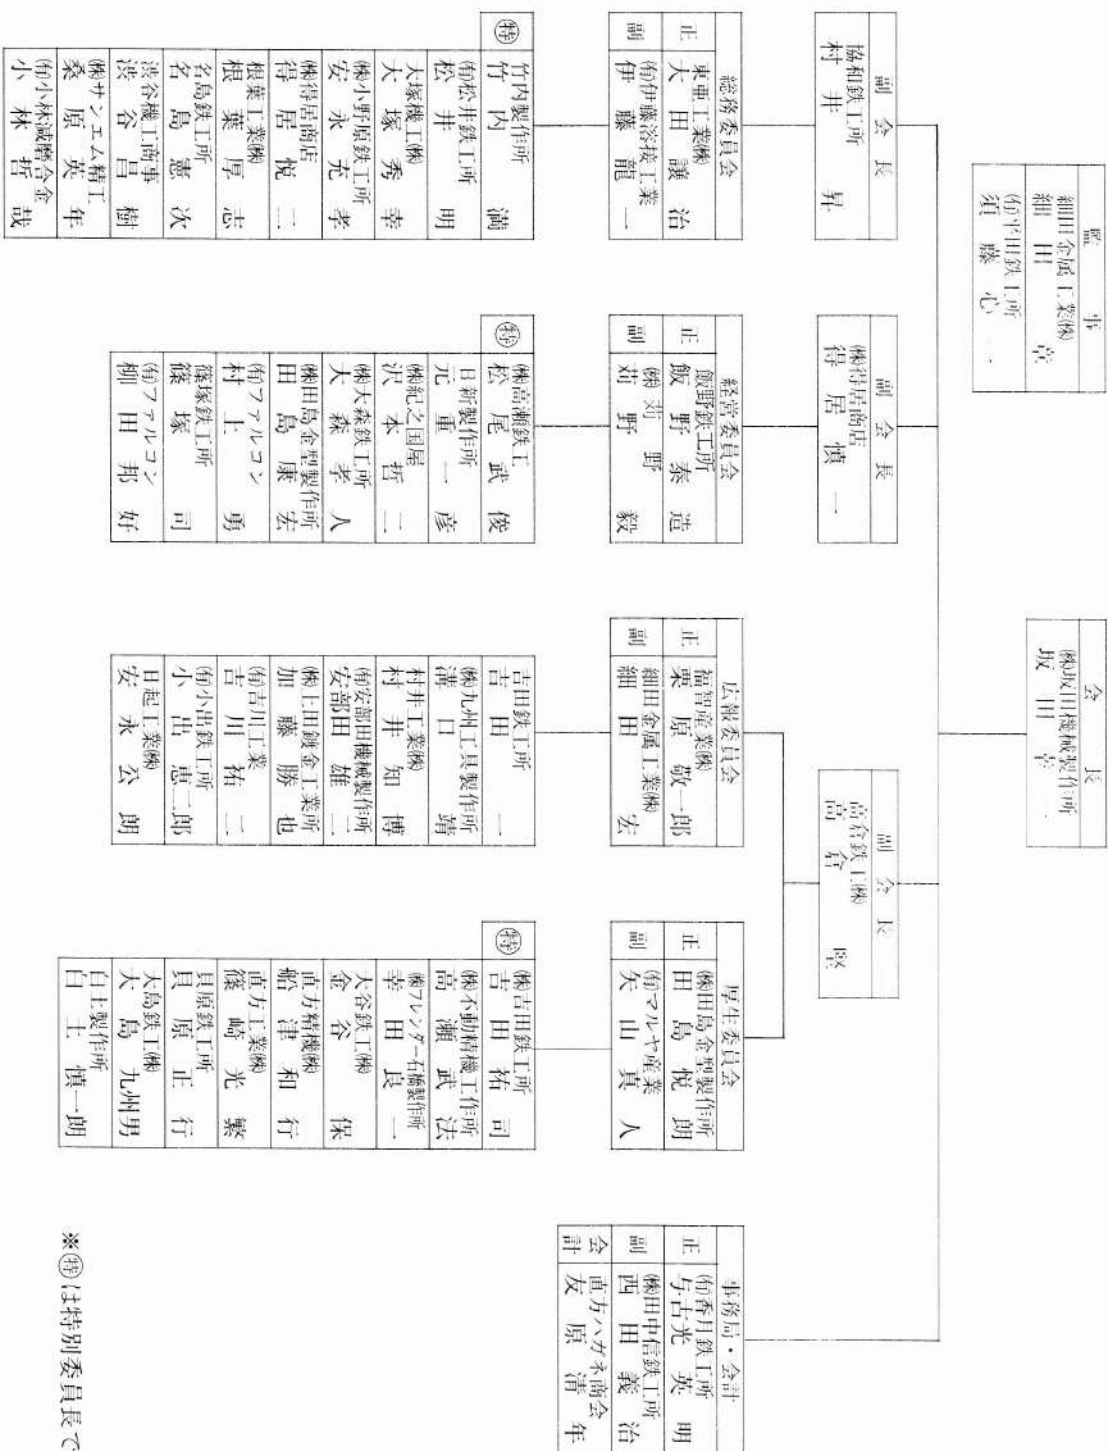 会長
㈱坂田機械製作所
坂田幸一
監事
細田金属工業㈱
細田幸
㈲平田鉄工所
須藤心一
副会長
協和鉄工所
村井昇
副会長
㈱得居商店
得居慎一
副会長
高倉鉄工㈱
高倉堅
総務委員会
正
東亜工業㈱
大田譲治
副
㈲伊藤溶接工業
伊藤龍一
㊕
竹内製作所
竹内満
㈲松井鉄工所
松井明
大塚機工㈱
大塚秀幸
㈱小野原鉄工所
安永充孝
㈱得居商店
得居悦二
根葉工業㈱
根葉厚志
名島鉄工所
名島憲次
渋谷機工商事
渋谷昌樹
㈱サンエム精工
桑原英年
㈲小林減磨合金
小林哲哉
経営委員会
正
飯野鉄工所
飯野泰造
副
㈱苅野
苅野毅
㊕
㈱高瀬鉄工
松尾武俊
日新製作所
元重一彦
㈱紀之国屋
沢本哲二
㈱大森鉄工所
大森孝人
㈱田島金型製作所
田島康宏
㈲ファルコン
村上勇
篠塚鉄工所
篠塚司
㈲ファルコン
柳田邦好
広報委員会
正
福智産業㈱
栗原敬一郎
副
細田金属工業㈱
細田宏
吉田鉄工所
吉田一
㈱九州工具製作所
溝口靖
村井工業㈱
村井知博
㈲安部田機械製作所
安部田雄二
㈱上田鍍金工業所
加藤勝也
㈲吉川工業
吉川祐二
㈲小出鉄工所
小出恵二郎
日起工業㈱
安永公朗
厚生委員会
正
㈱田島金型製作所
田島悦朗
副
㈲マルヤ産業
矢山真人
㊕
㈱吉田鉄工所
吉田祐司
㈱不動精機工作所
高瀬武法
㈱フレンダー石橋製作所
幸田良一
大谷鉄工㈱
金谷保
直方精機㈱
船津和行
直方工業㈱
篠崎光繁
貝原鉄工所
貝原正行
大島鉄工㈱
大島九州男
白土製作所
白土慎一朗
事務局・会計
正
㈲香月鉄工所
与古光英明
副
㈱田中信鉄工所
西田義治
会計
直方ハガネ商会
友原清年
※㊕は特別委員長で